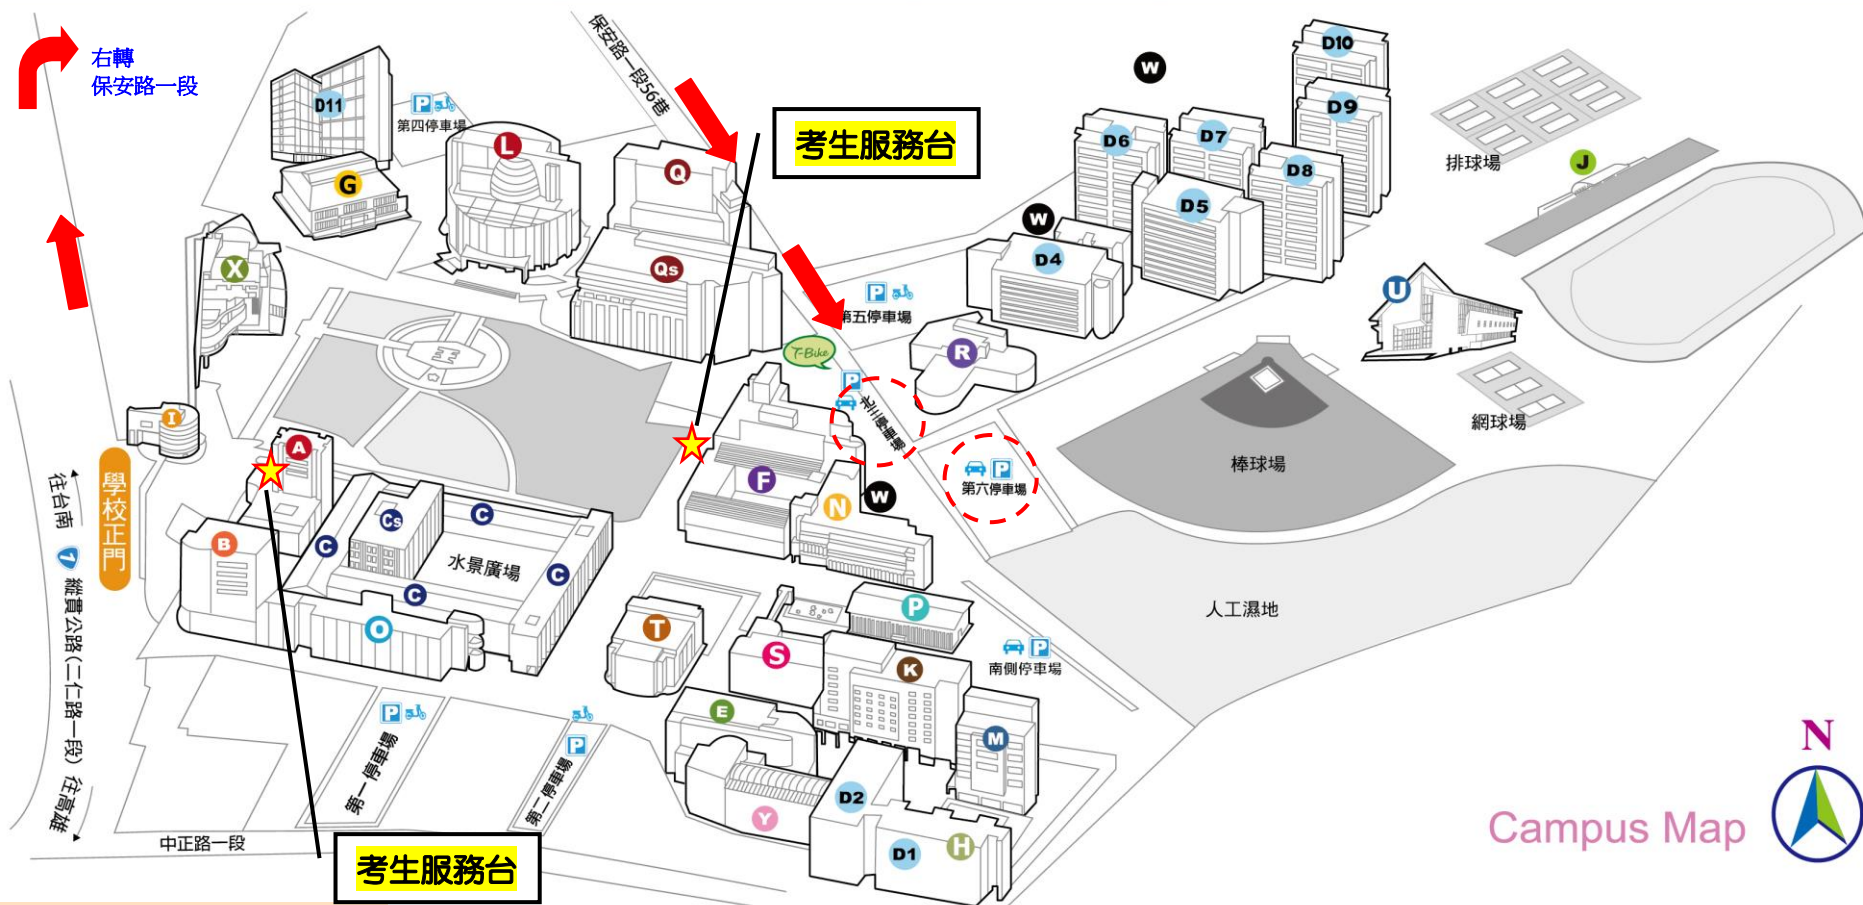 右轉
保安路一段
保安路一段56巷
考生服務台
D11
P
第四停車場
L
G
Q
Qs
X
W
D10
D9
D6
D7
D8
D5
W
D4
排球場
J
P
第五停車場
T-Bike
R
U
網球場
P
北三停車場
P
第六停車場
棒球場
人工濕地
I
A
學校正門
往台南
1
縱貫公路(二仁路一段)
往高雄
B
Cs
C
C
C
C
水景廣場
O
F
N
W
T
P
S
K
P
南側停車場
E
M
Y
D2
D1
H
P
第一停車場
P
第二停車場
中正路一段
考生服務台
N
Campus Map